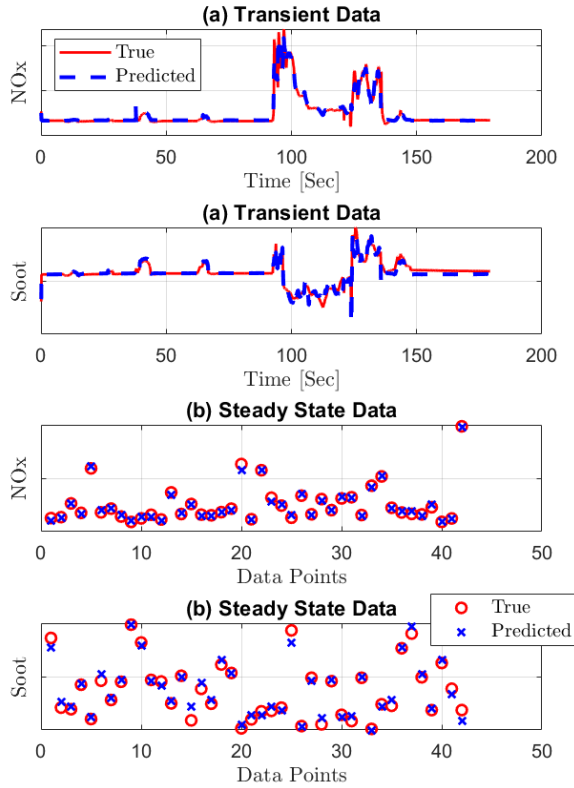 (a) Transient Data
True
Predicted
NOx
0 50 100 150 200
Time [Sec]
(a) Transient Data
Soot
0 50 100 150 200
Time [Sec]
(b) Steady State Data
NOx
0 10 20 30 40 50
Data Points
(b) Steady State Data
True
Predicted
Soot
0 10 20 30 40 50
Data Points